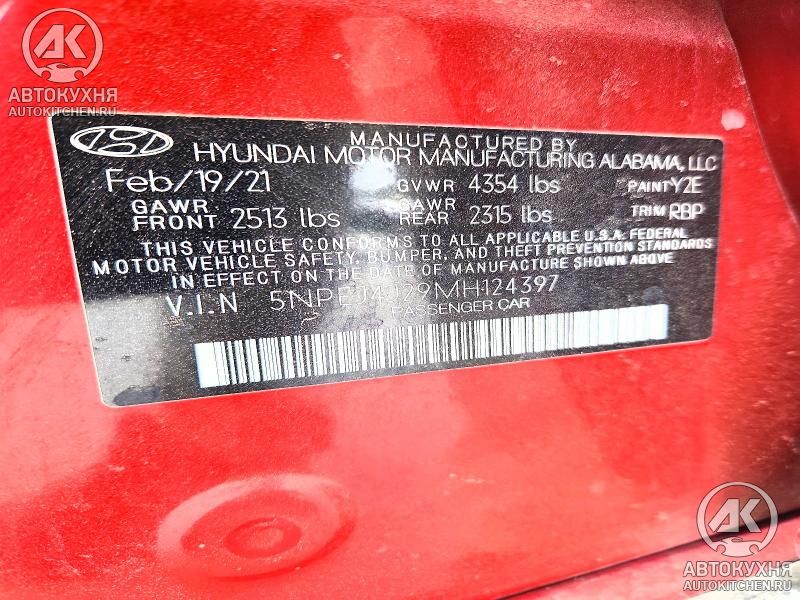 AK
АВТОКУХНЯ
AUTOKITCHEN.RU
MANUFACTURED BY
HYUNDAI MOTOR MANUFACTURING ALABAMA, LLC
Feb/19/21 GVWR 4354 lbs PAINT Y2E
GAWR FRONT 2513 lbs GAWR REAR 2315 lbs TRIM RBP
THIS VEHICLE CONFORMS TO ALL APPLICABLE U.S.A. FEDERAL
MOTOR VEHICLE SAFETY, BUMPER, AND THEFT PREVENTION STANDARDS
IN EFFECT ON THE DATE OF MANUFACTURE SHOWN ABOVE.
V.I.N 5NPEJ4J29MH124397
PASSENGER CAR
AK
АВТОКУХНЯ
AUTOKITCHEN.RU